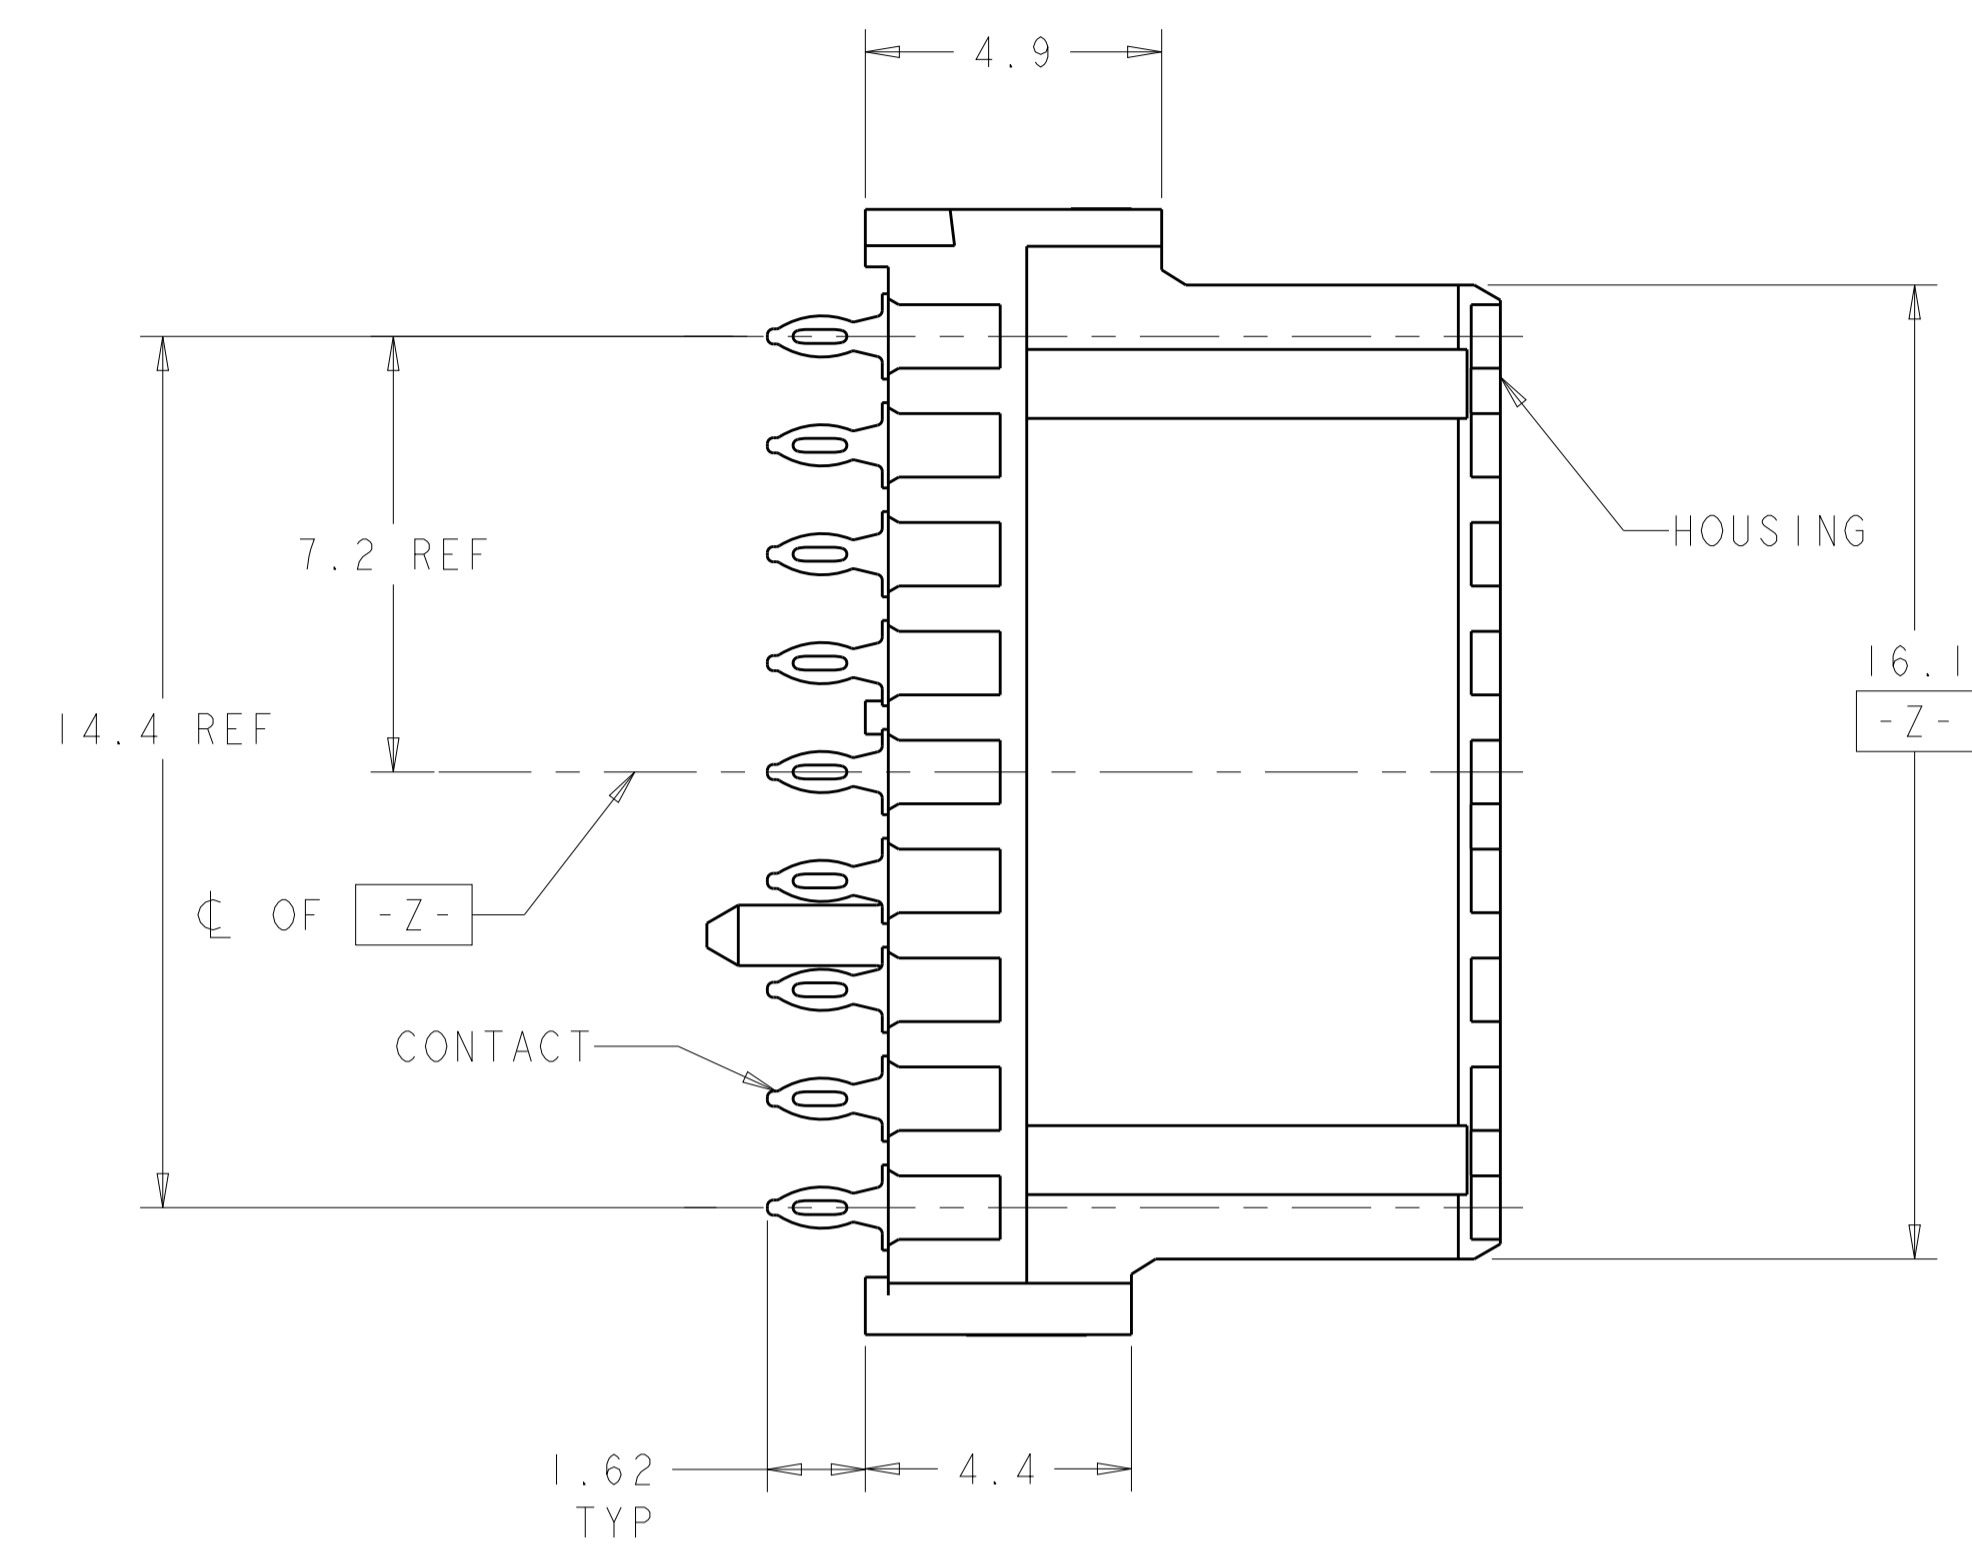 4.9
HOUSING
7.2 REF
16.1
-Z-
14.4 REF
℄ OF -Z-
CONTACT
1.62
TYP
4.4